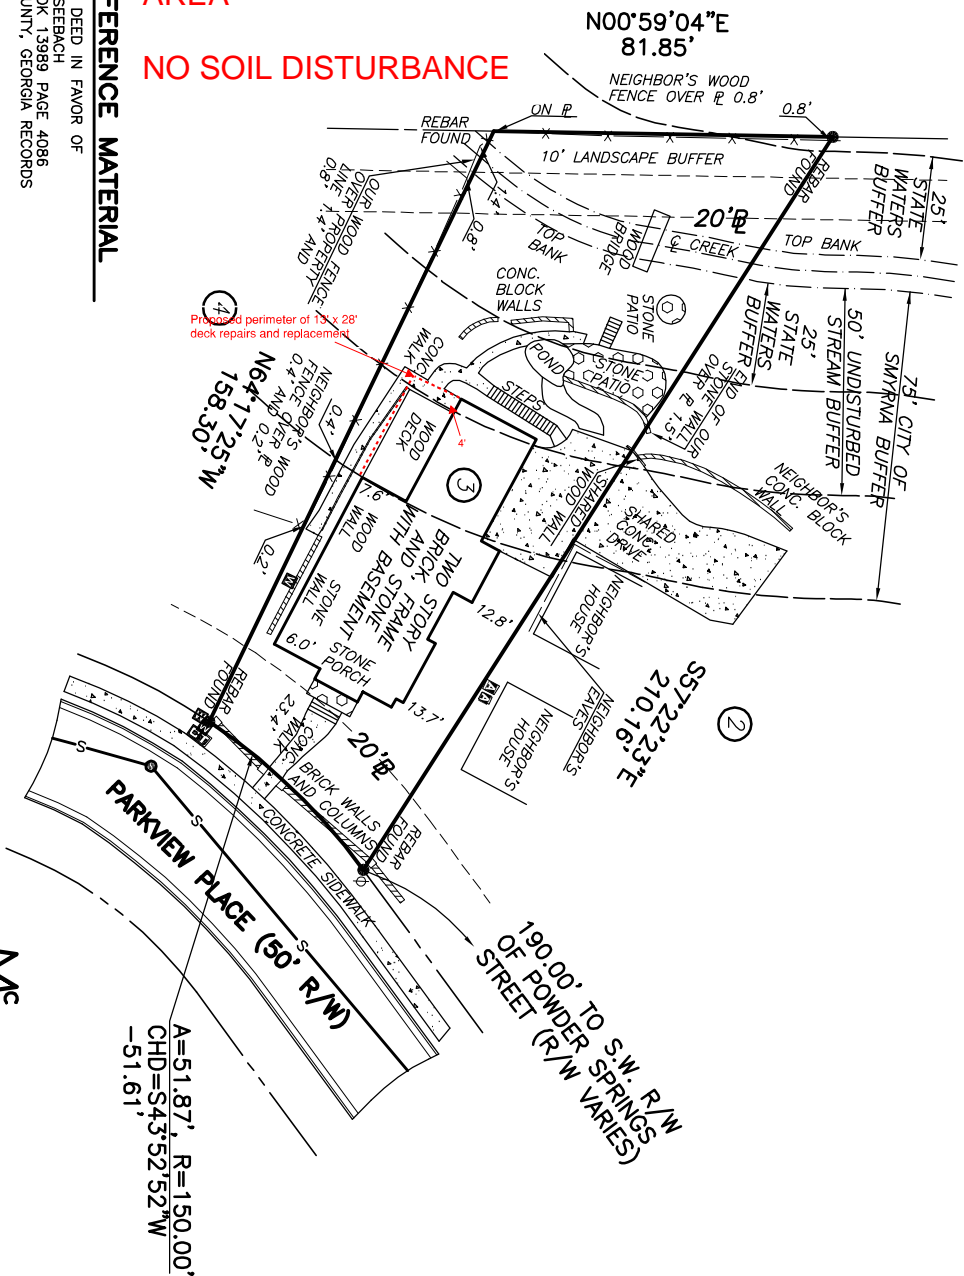 AREA
NO SOIL DISTURBANCE
N00°59'04"E
81.85'
NEIGHBOR'S WOOD
FENCE OVER ℄ 0.8'
ON ℄
0.8'
REBAR
FOUND
REBAR
FOUND
10' LANDSCAPE BUFFER
25'
STATE
WATERS
BUFFER
20'BL
1.4'
0.8'
TOP
BANK
WOOD
BRIDGE
℄ CREEK
TOP BANK
OUR WOOD FENCE
OVER PROPERTY
LINE 1.4' AND
0.8'
CONC.
BLOCK
WALLS
STONE
PATIO
25'
STATE
WATERS
BUFFER
50' UNDISTURBED
STREAM BUFFER
75' CITY OF
SMYRNA BUFFER
4
Proposed perimeter of 13' x 28'
deck repairs and replacement
CONC.
WALK
POND
STONE
PATIO
STEPS
END OF OUR
STONE WALL
OVER ℄ 1.5'
N64°17'25"W
158.30'
NEIGHBOR'S WOOD
FENCE OVER ℄
0.4' AND 0.2'
0.4'
0.2'
WOOD
DECK
4'
3
SHARED
WOOD WALL
SHARED
CONC.
DRIVE
NEIGHBOR'S
CONC. BLOCK
WALL
7.6'
WOOD
WALL
STONE
WALL
TWO STORY
BRICK, FRAME
AND STONE
WITH BASEMENT
12.8'
NEIGHBOR'S
HOUSE
W
6.0'
STONE
PORCH
13.7'
NEIGHBOR'S
EAVES
NEIGHBOR'S
HOUSE
S57°22'23"E
210.16'
2
REBAR
FOUND
23.4'
CONC.
WALK
20'BL
BRICK WALLS
AND COLUMNS
REBAR
FOUND
CONCRETE SIDEWALK
S
S
S
S
PARKVIEW PLACE (50' R/W)
190.00' TO S.W. R/W
OF POWDER SPRINGS
STREET (R/W VARIES)
A=51.87', R=150.00'
CHD=S43°52'52"W
-51.61'
FERENCE MATERIAL
DEED IN FAVOR OF
SEEBACH
OK 13989 PAGE 4086
UNTY, GEORGIA RECORDS